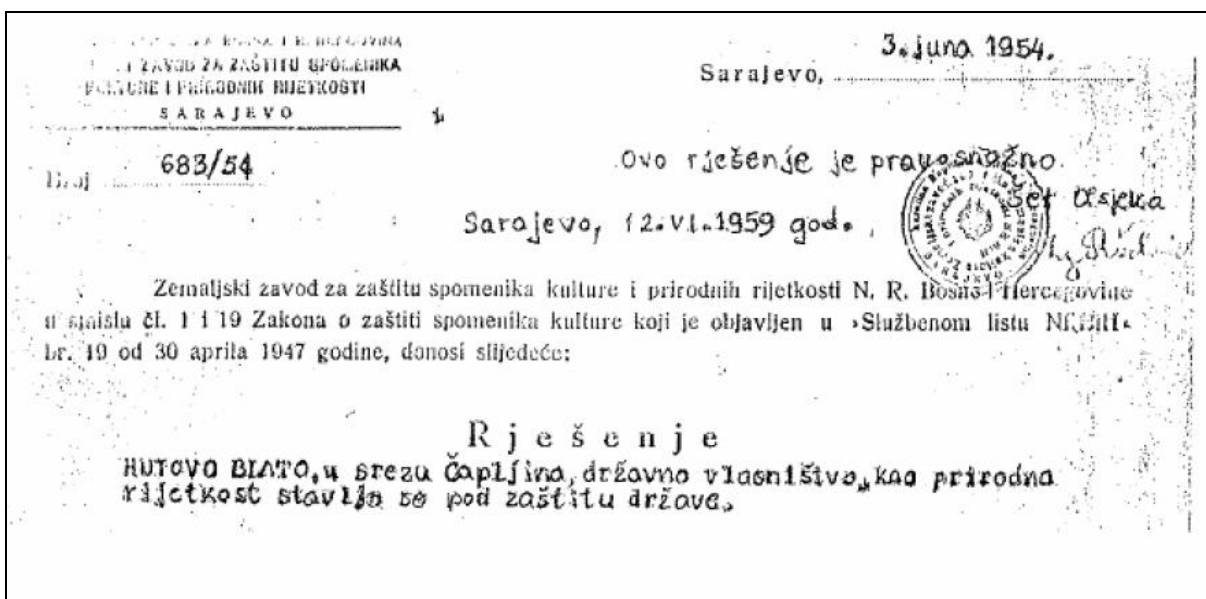 ZAVOD ZA ZAŠTITU SPOMENIKA
KULTURE I PRIRODNIH RIJETKOSTI
SARAJEVO
Sarajevo, 3. juna 1954.
Broj 683/54
Ovo rješenje je pravosnažno.
Šef Odsjeka
Sarajevo, 12.VI.1959 god.
Zemaljski zavod za zaštitu spomenika kulture i prirodnih rijetkosti N. R. Bosne i Hercegovine
u smislu čl. 1 i 19 Zakona o zaštiti spomenika kulture koji je objavljen u »Službenom listu NRBiH«
br. 19 od 30 aprila 1947 godine, donosi slijedeće:
Rješenje
HUTOVO BLATO, u srezu Čapljina, državno vlasništvo, kao prirodna
rijetkost stavlja se pod zaštitu države.